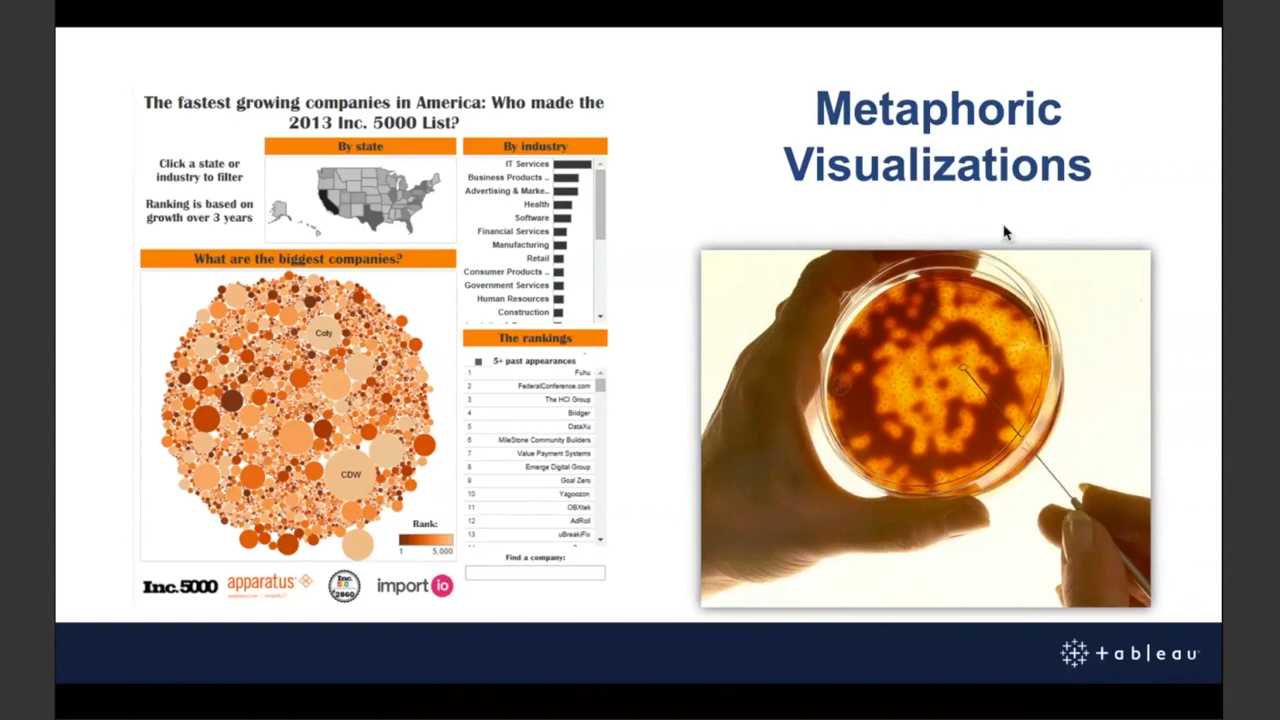 The fastest growing companies in America: Who made the
2013 Inc. 5000 List?
Click a state or
industry to filter
Ranking is based on
growth over 3 years
By state
By industry
IT Services
Business Products ..
Advertising & Marke..
Health
Software
Financial Services
Manufacturing
Retail
Consumer Products ..
Government Services
Human Resources
Construction
What are the biggest companies?
Coty
CDW
Rank:
1 5,000
The rankings
5+ past appearances
1 Fuhu
2 FederalConference.com
3 The HCI Group
4 Bridger
5 DataXu
6 MileStone Community Builders
7 Value Payment Systems
8 Emerge Digital Group
9 Goal Zero
10 Yagoozon
11 OBXtek
12 AdRoll
13 uBreakiFix
Find a company:
Inc. 5000
apparatus
Inc.
#2860
import io
Metaphoric
Visualizations
+ableau